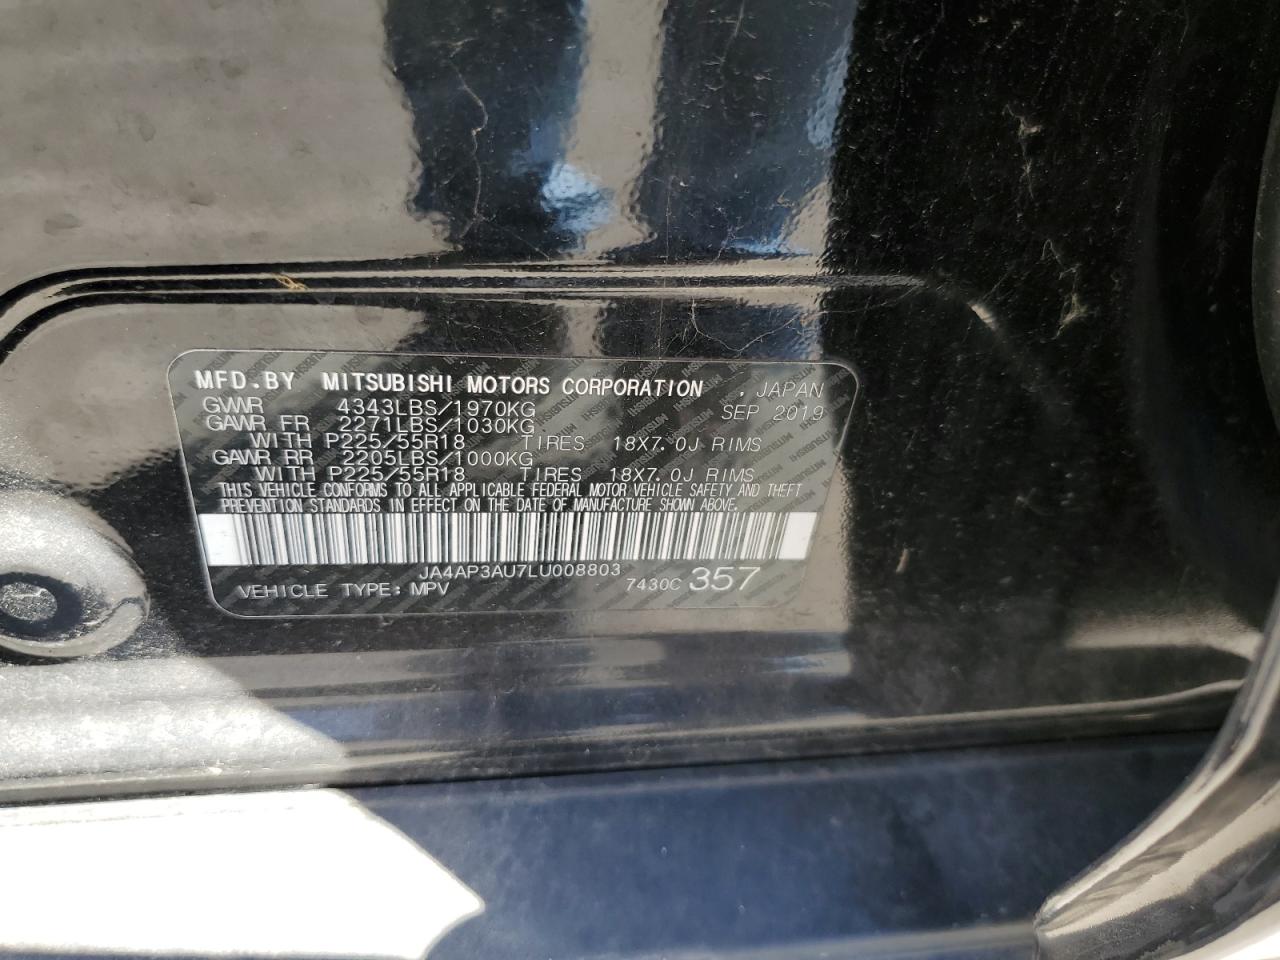 MFD.BY MITSUBISHI MOTORS CORPORATION , JAPAN
GVWR 4343LBS/1970KG SEP 2019
GAWR FR 2271LBS/1030KG
WITH P225/55R18 TIRES 18X7.0J RIMS
GAWR RR 2205LBS/1000KG
WITH P225/55R18 TIRES 18X7.0J RIMS
THIS VEHICLE CONFORMS TO ALL APPLICABLE FEDERAL MOTOR VEHICLE SAFETY AND THEFT
PREVENTION STANDARDS IN EFFECT ON THE DATE OF MANUFACTURE SHOWN ABOVE.
JA4AP3AU7LU008803
VEHICLE TYPE: MPV 7430C 357